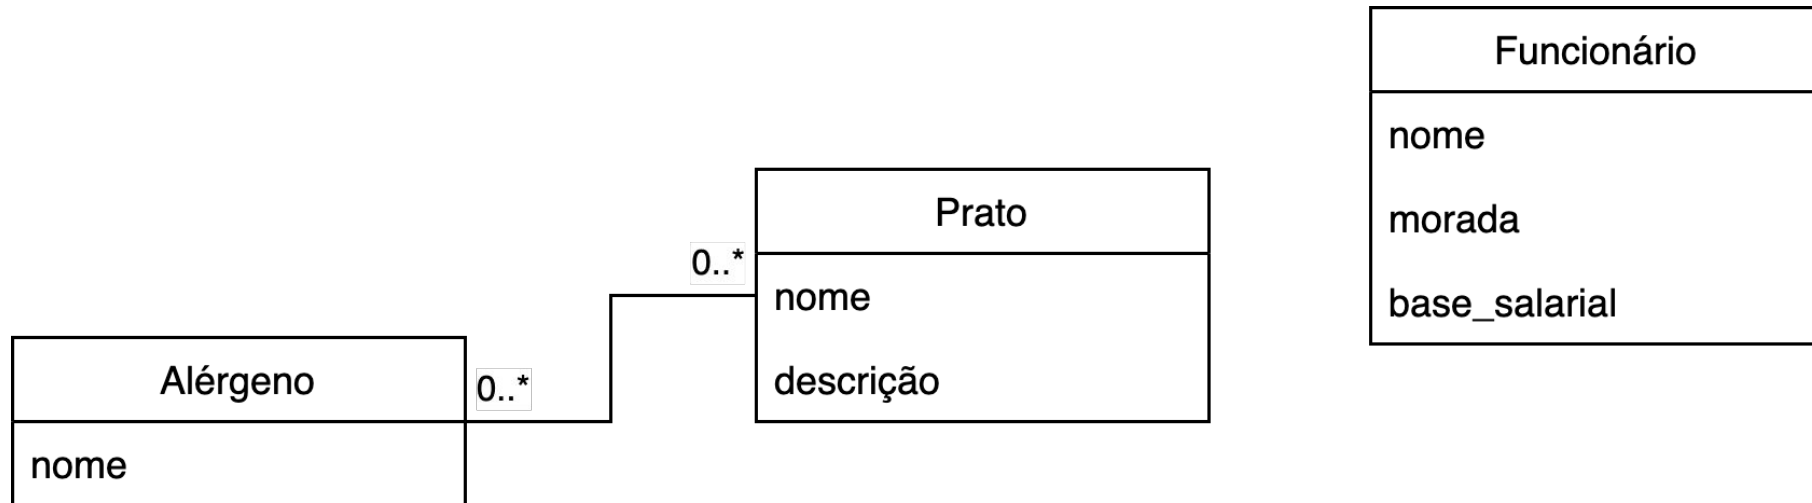 Funcionário
nome
morada
base_salarial
Prato
0..*
nome
descrição
Alérgeno
0..*
nome